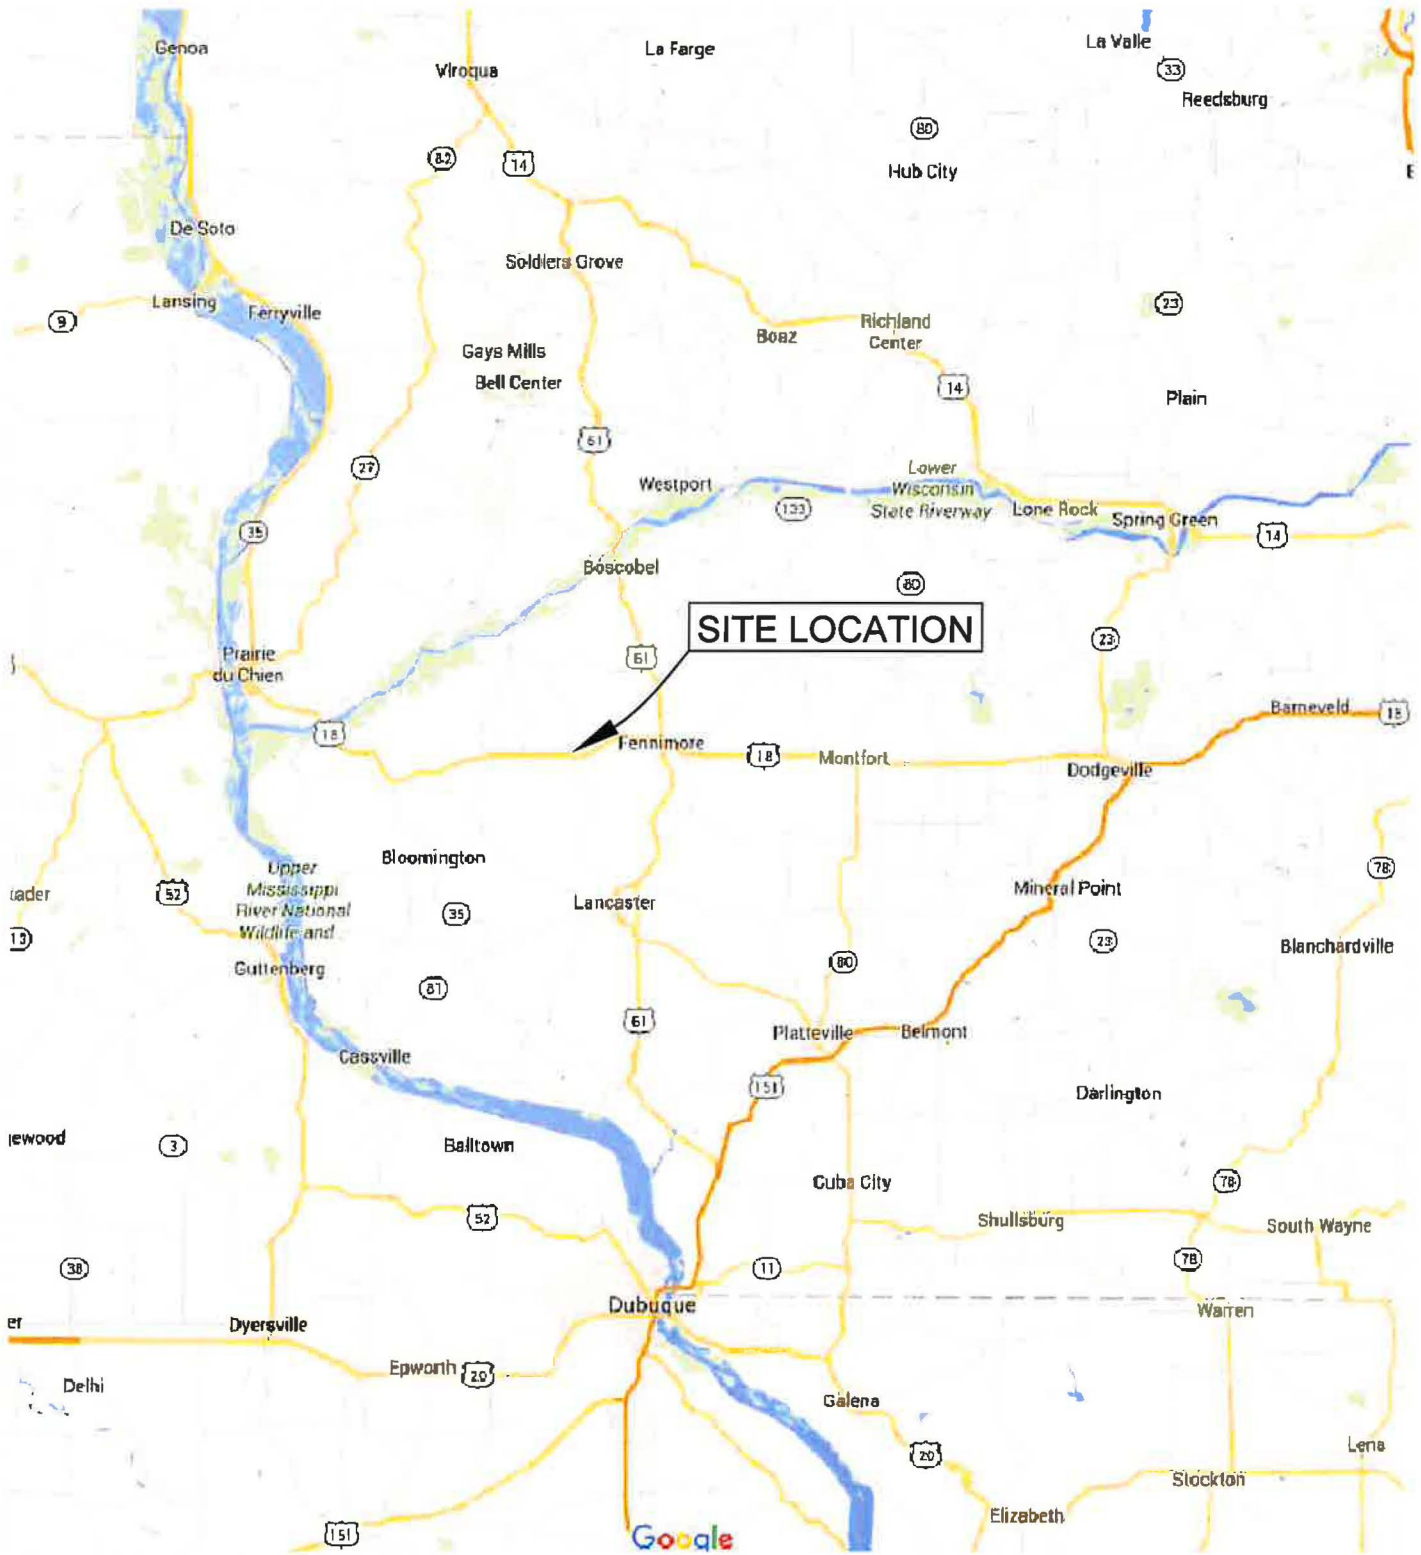 Genoa
Viroqua
La Farge
La Valle
33
Reedsburg
80
82
14
Hub City
De Soto
Soldiers Grove
Lansing
Ferryville
9
23
Boaz
Richland
Center
Gays Mills
Bell Center
14
Plain
61
27
Westport
Lower
Wisconsin
State Riverway
133
Lone Rock
Spring Green
14
35
Boscobel
80
SITE LOCATION
23
61
Prairie
du Chien
Barneveld
18
18
Fennimore
18
Montfort
Dodgeville
Bloomington
Upper
Mississippi
River National
Wildlife and
52
35
Lancaster
Mineral Point
78
13
23
Blanchardville
Guttenberg
81
80
61
Platteville
Belmont
Cassville
151
Darlington
ewood
3
Balltown
Cuba City
78
52
Shullsburg
South Wayne
78
38
11
Dubuque
Warren
er
Dyersville
Epworth
20
Delhi
Galena
20
Lena
Stockton
Elizabeth
151
Google